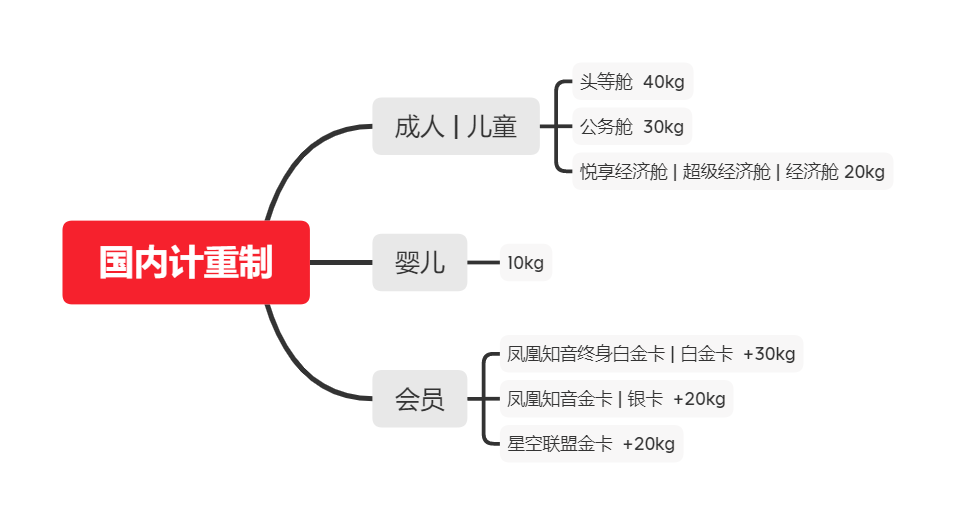 国内计重制
成人 | 儿童
头等舱 40kg
公务舱 30kg
悦享经济舱 | 超级经济舱 | 经济舱 20kg
婴儿
10kg
会员
凤凰知音终身白金卡 | 白金卡 +30kg
凤凰知音金卡 | 银卡 +20kg
星空联盟金卡 +20kg